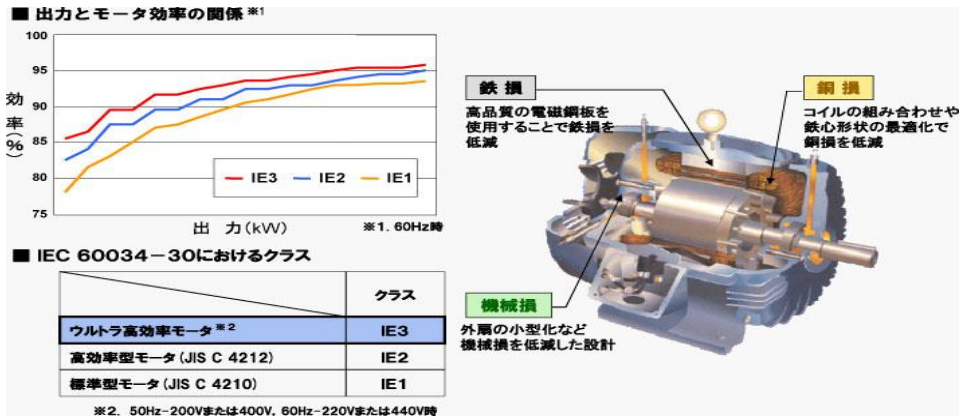 ■ 出力とモータ効率の関係※1
100
95
90
85
80
75
効率(%)
IE3 IE2 IE1
出 力(kW)
※1. 60Hz時
■ IEC 60034-30におけるクラス
クラス
ウルトラ高効率モータ※2 IE3
高効率型モータ(JIS C 4212) IE2
標準型モータ(JIS C 4210) IE1
※2. 50Hz-200Vまたは400V, 60Hz-220Vまたは440V時
鉄 損
高品質の電磁鋼板を
使用することで鉄損を
低減
銅 損
コイルの組み合わせや
鉄心形状の最適化で
銅損を低減
機械損
外扇の小型化など
機械損を低減した設計